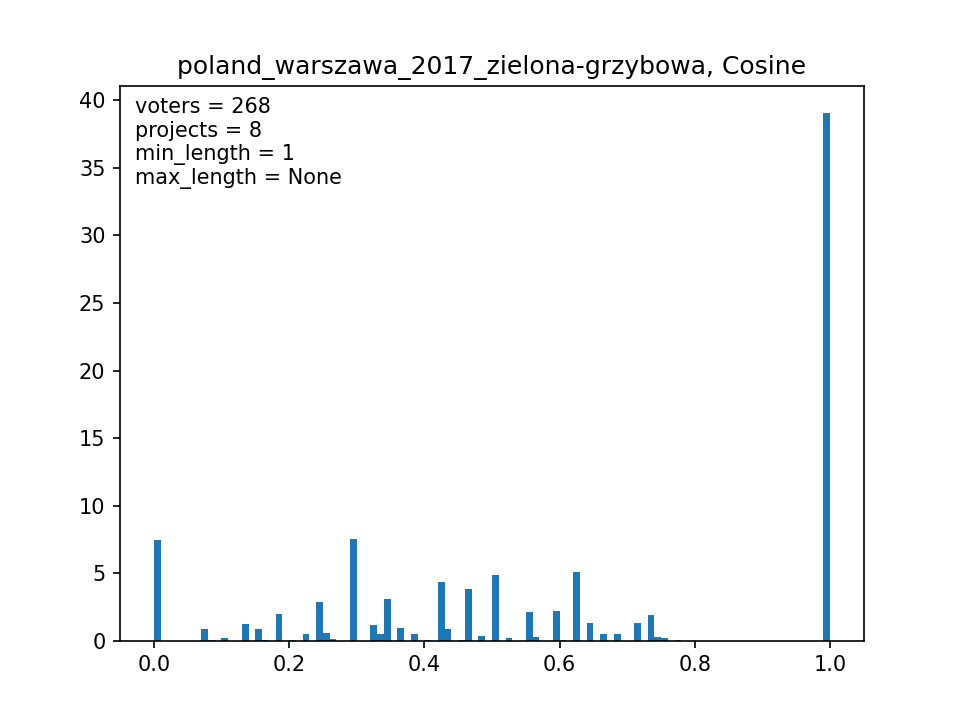 poland_warszawa_2017_zielona-grzybowa, Cosine
voters = 268
projects = 8
min_length = 1
max_length = None
40
35
30
25
20
15
10
5
0
0.0 0.2 0.4 0.6 0.8 1.0